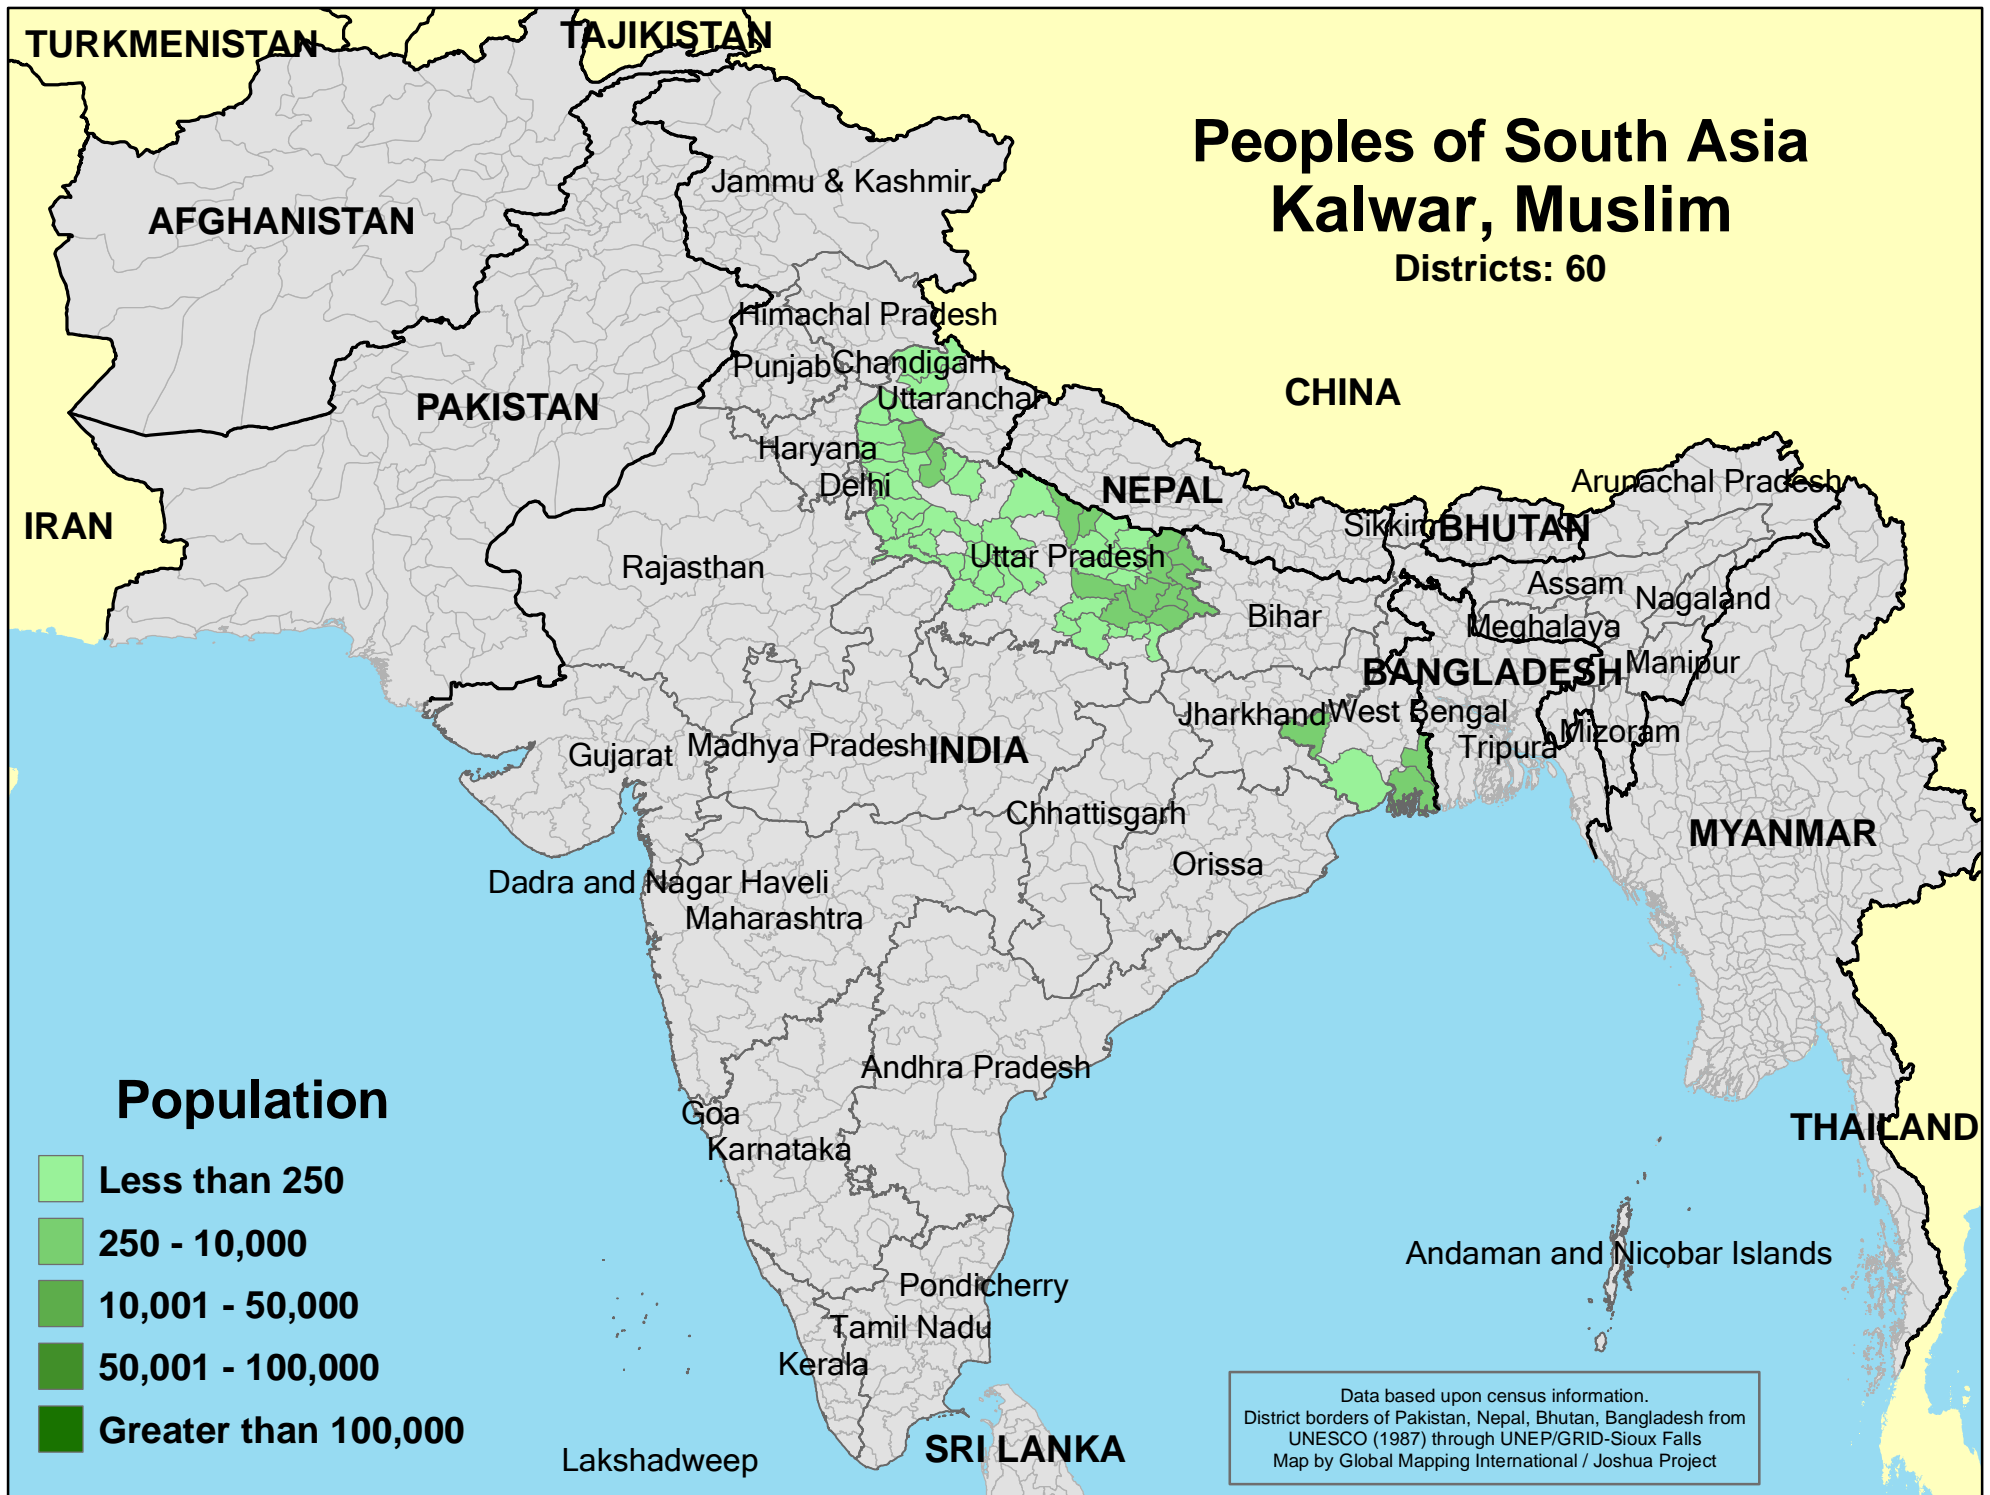 TURKMENISTAN
TAJIKISTAN
Peoples of South Asia
Kalwar, Muslim
Districts: 60
Jammu & Kashmir
AFGHANISTAN
Himachal Pradesh
Punjab
Chandigarh
CHINA
Uttaranchal
PAKISTAN
Haryana
Delhi
NEPAL
Arunachal Pradesh
IRAN
Sikkim
BHUTAN
Uttar Pradesh
Rajasthan
Assam
Nagaland
Bihar
Meghalaya
BANGLADESH
Manipur
Jharkhand
West Bengal
Mizoram
Gujarat
Madhya Pradesh
INDIA
Tripura
Chhattisgarh
MYANMAR
Orissa
Dadra and Nagar Haveli
Maharashtra
Andhra Pradesh
Population
Goa
THAILAND
Karnataka
Less than 250
250 - 10,000
Andaman and Nicobar Islands
Pondicherry
10,001 - 50,000
Tamil Nadu
Kerala
50,001 - 100,000
Greater than 100,000
Lakshadweep
SRI LANKA
Data based upon census information.
District borders of Pakistan, Nepal, Bhutan, Bangladesh from
UNESCO (1987) through UNEP/GRID-Sioux Falls
Map by Global Mapping International / Joshua Project